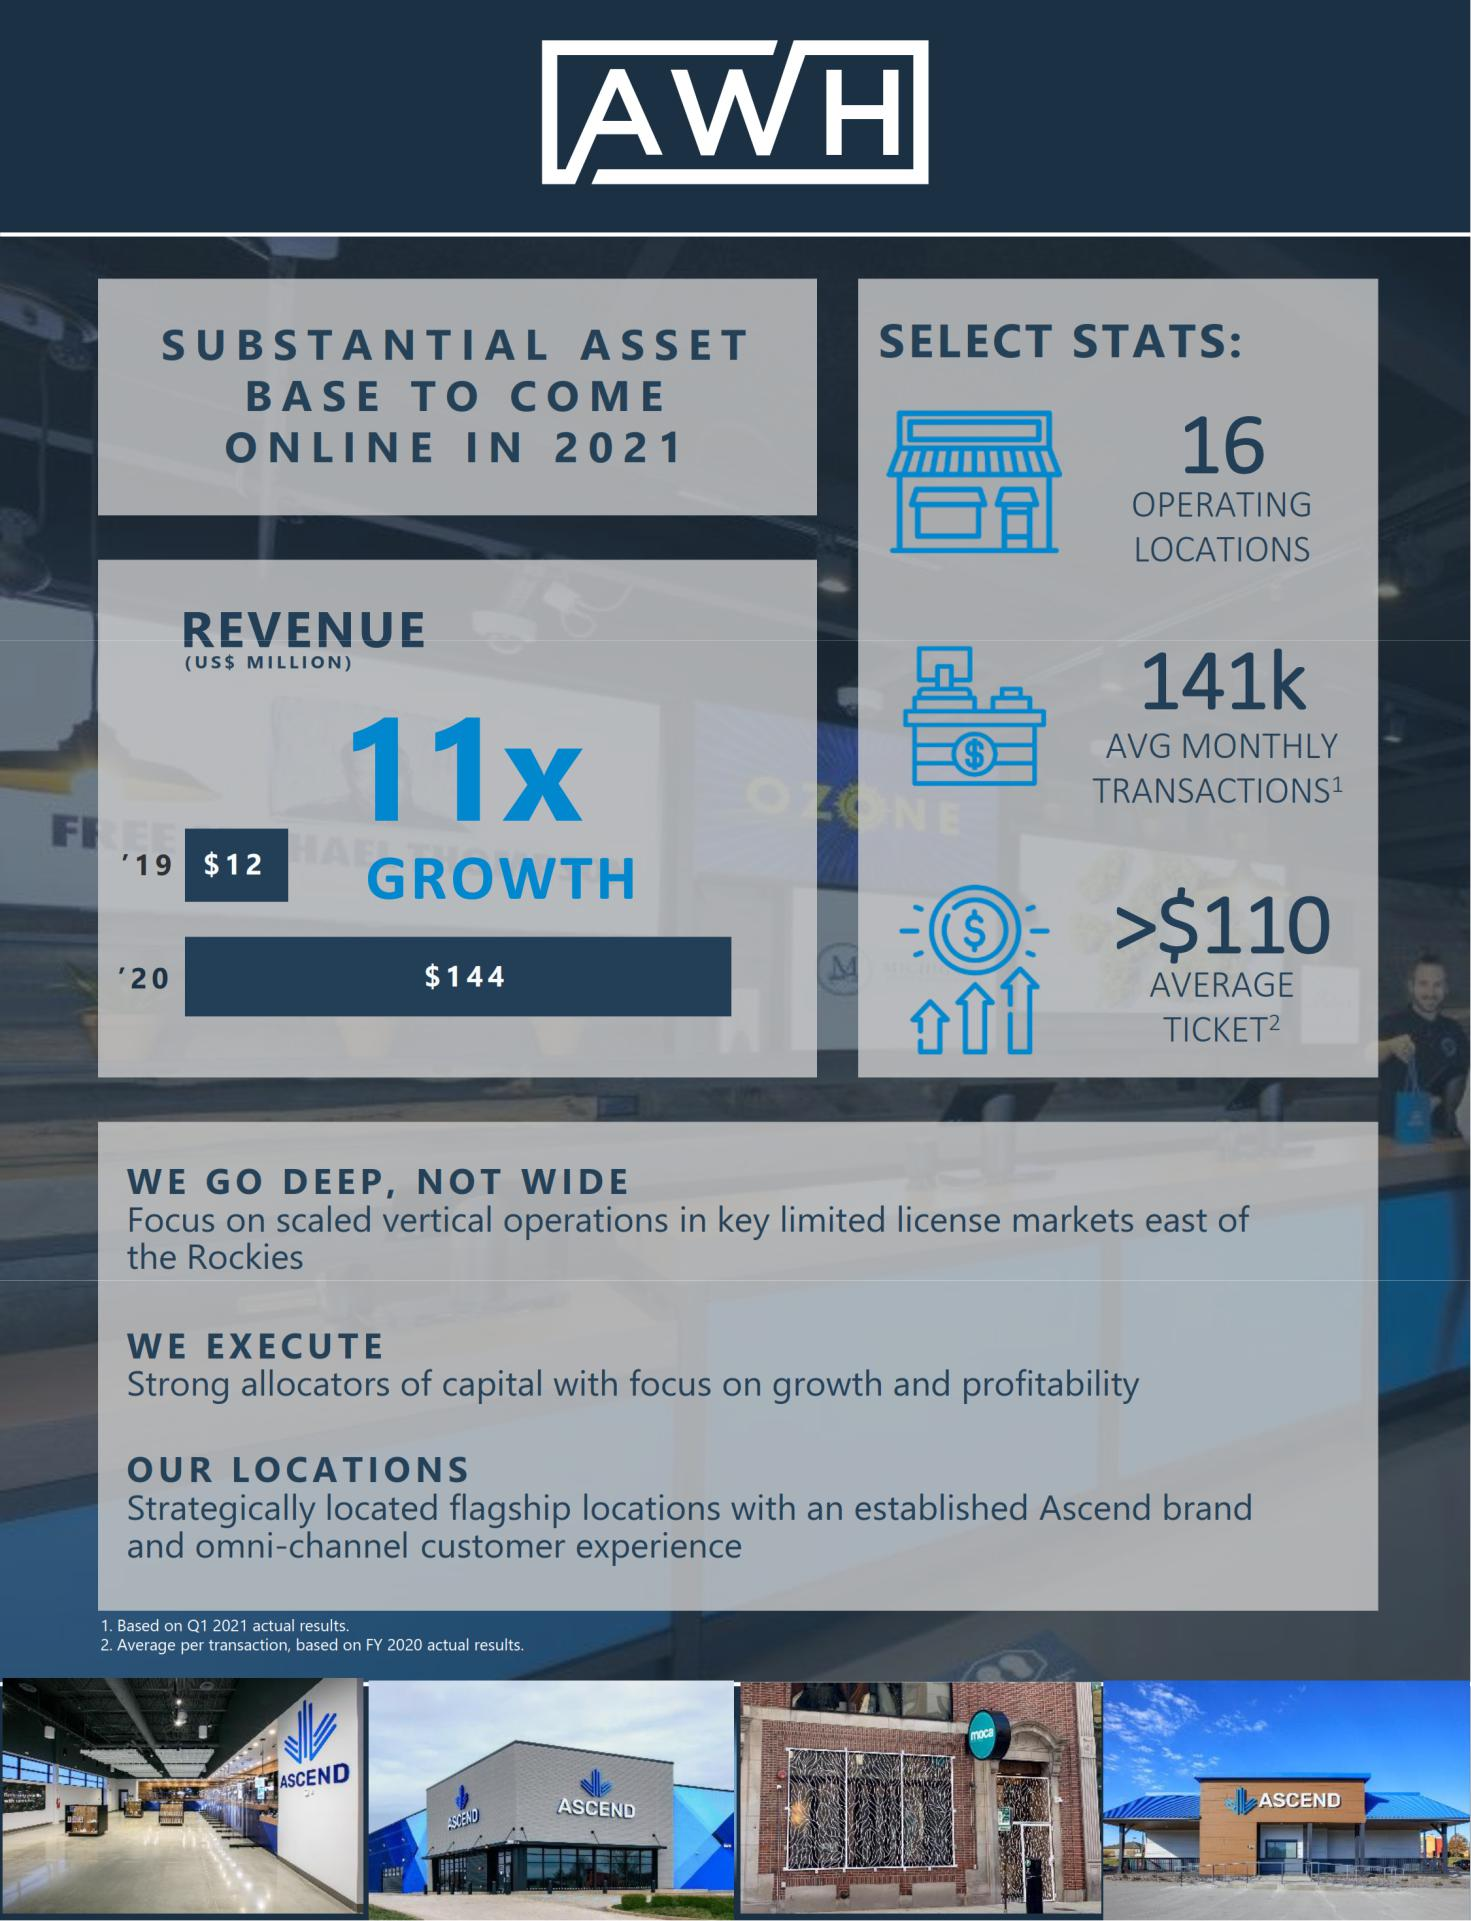 AWH
SUBSTANTIAL ASSET
BASE TO COME
ONLINE IN 2021
REVENUE
(US$ MILLION)
11x
GROWTH
’19 $12
’20 $144
SELECT STATS:
16
OPERATING
LOCATIONS
141k
AVG MONTHLY
TRANSACTIONS¹
>$110
AVERAGE
TICKET²
OZONE
FREE MICHAEL THOMPSON
WE GO DEEP, NOT WIDE
Focus on scaled vertical operations in key limited license markets east of
the Rockies
WE EXECUTE
Strong allocators of capital with focus on growth and profitability
OUR LOCATIONS
Strategically located flagship locations with an established Ascend brand
and omni-channel customer experience
1. Based on Q1 2021 actual results.
2. Average per transaction, based on FY 2020 actual results.
ASCEND
ASCEND
ASCEND
moca
ASCEND